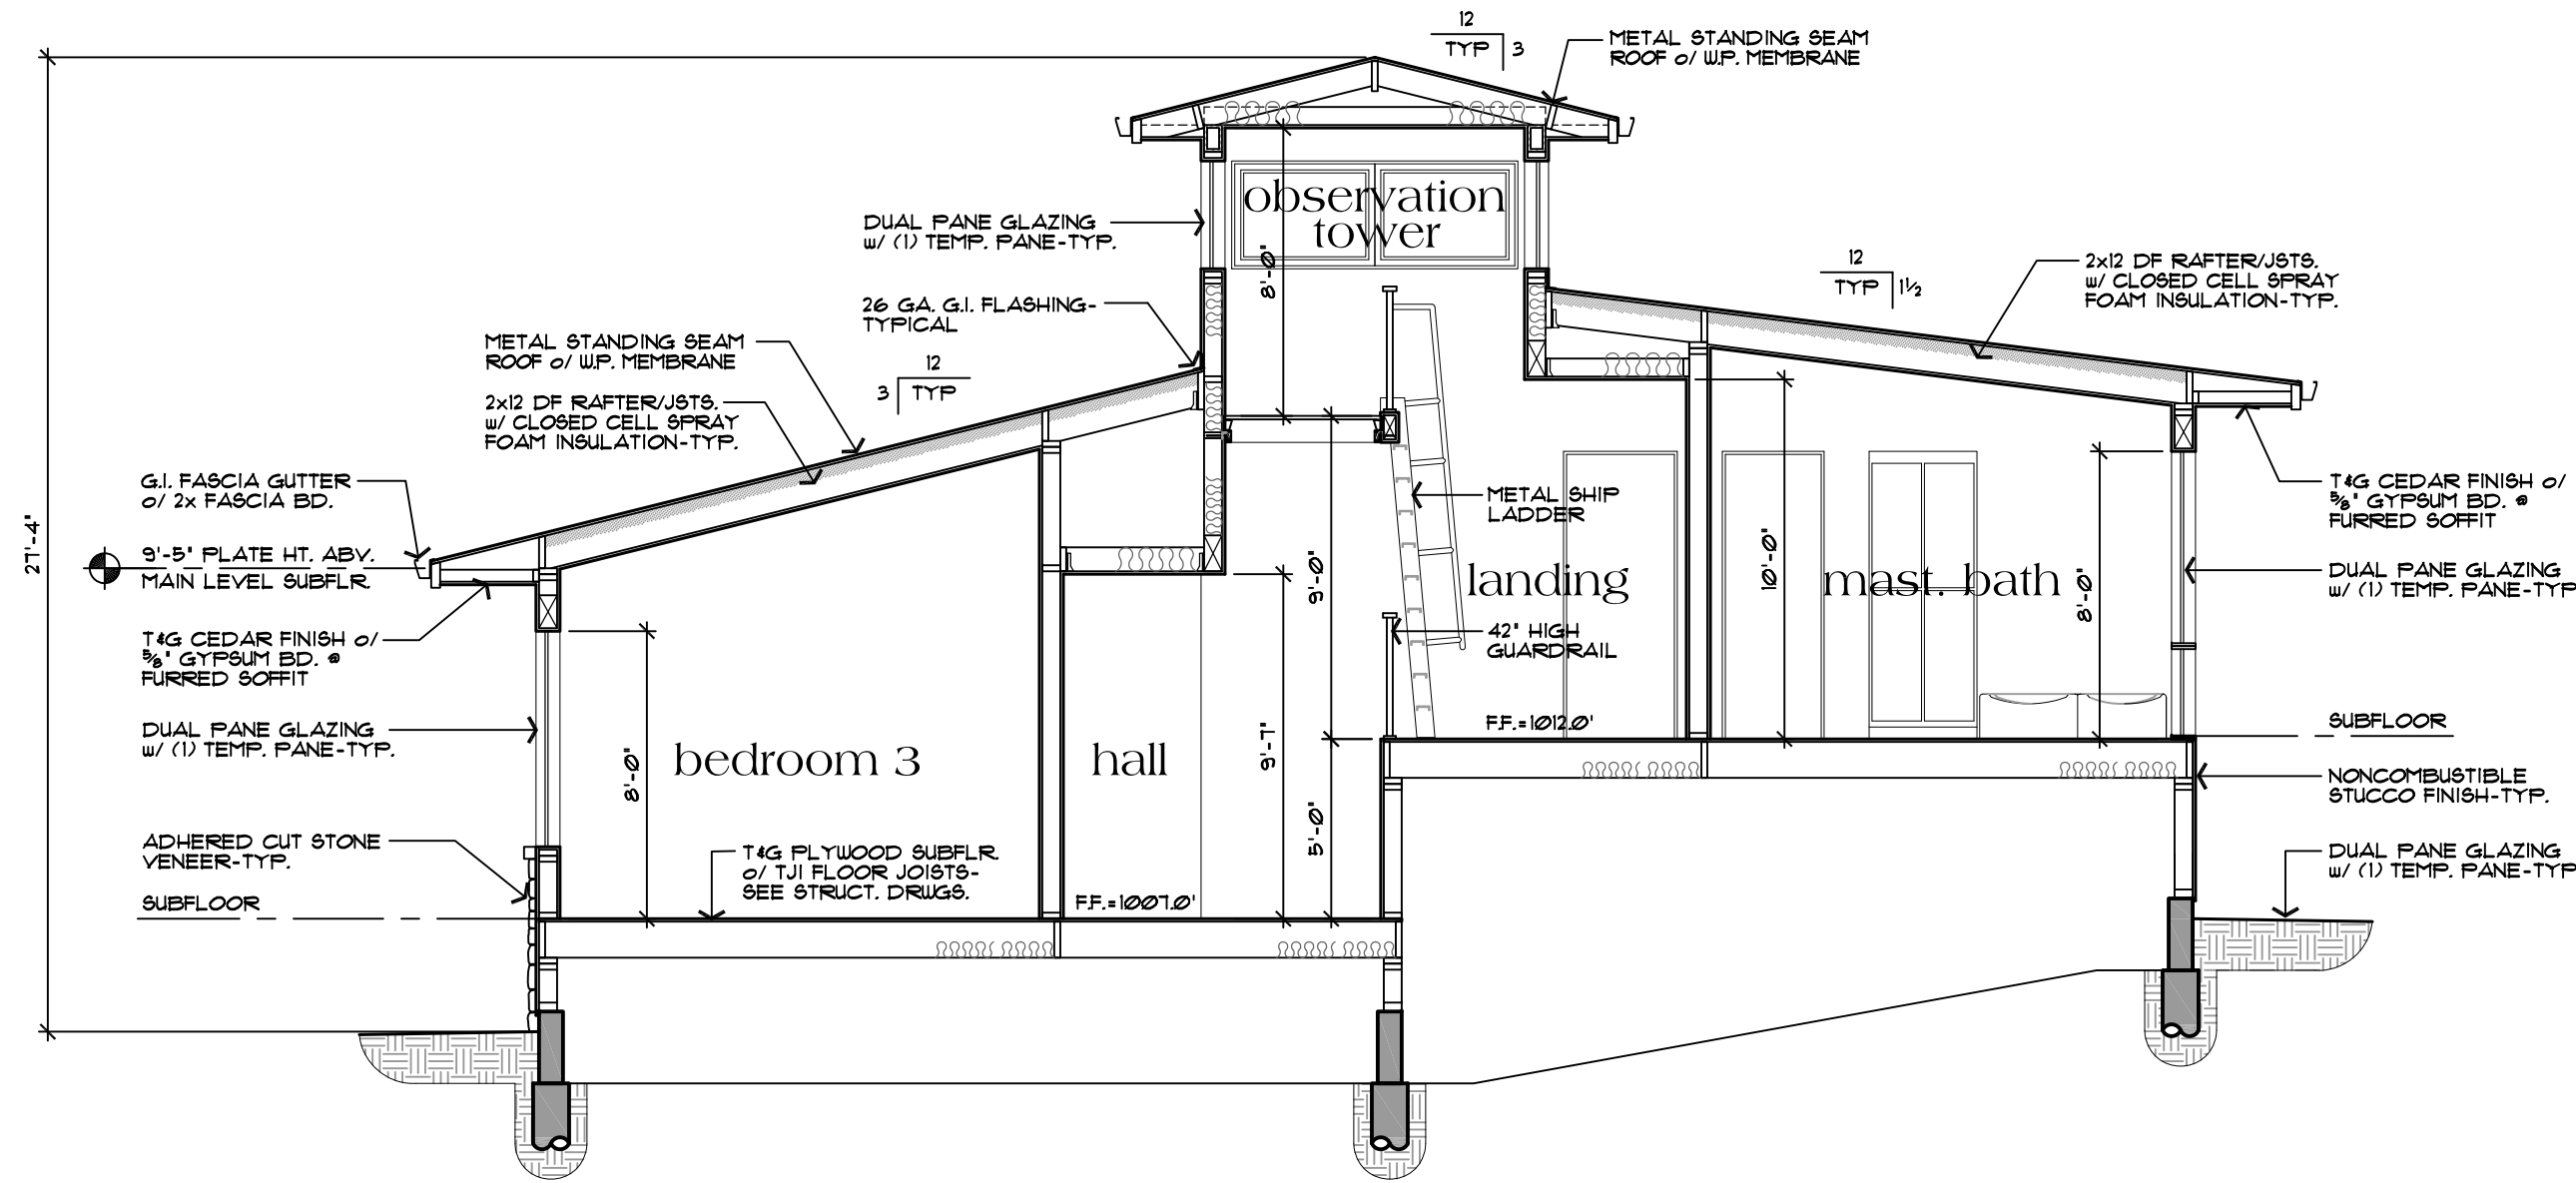 12
TYP 3
METAL STANDING SEAM
ROOF o/ W.P. MEMBRANE
observation
tower
8'-0"
DUAL PANE GLAZING
w/ (1) TEMP. PANE-TYP.
26 GA. G.I. FLASHING-
TYPICAL
12
TYP 1½
2x12 DF RAFTER/JSTS.
w/ CLOSED CELL SPRAY
FOAM INSULATION-TYP.
METAL STANDING SEAM
ROOF o/ W.P. MEMBRANE
12
3 TYP
2x12 DF RAFTER/JSTS.
w/ CLOSED CELL SPRAY
FOAM INSULATION-TYP.
G.I. FASCIA GUTTER
o/ 2x FASCIA BD.
27'-4"
9'-5" PLATE HT. ABV.
MAIN LEVEL SUBFLR.
T&G CEDAR FINISH o/
5/8" GYPSUM BD. @
FURRED SOFFIT
DUAL PANE GLAZING
w/ (1) TEMP. PANE-TYP.
ADHERED CUT STONE
VENEER-TYP.
SUBFLOOR
8'-0"
bedroom 3
T&G PLYWOOD SUBFLR.
o/ TJI FLOOR JOISTS-
SEE STRUCT. DRWGS.
hall
F.F.=1007.0'
9'-7"
9'-0"
5'-0"
METAL SHIP
LADDER
landing
42" HIGH
GUARDRAIL
F.F.=1012.0'
10'-0"
mast. bath
8'-0"
T&G CEDAR FINISH o/
5/8" GYPSUM BD. @
FURRED SOFFIT
DUAL PANE GLAZING
w/ (1) TEMP. PANE-TYP
SUBFLOOR
NONCOMBUSTIBLE
STUCCO FINISH-TYP.
DUAL PANE GLAZING
w/ (1) TEMP. PANE-TYP